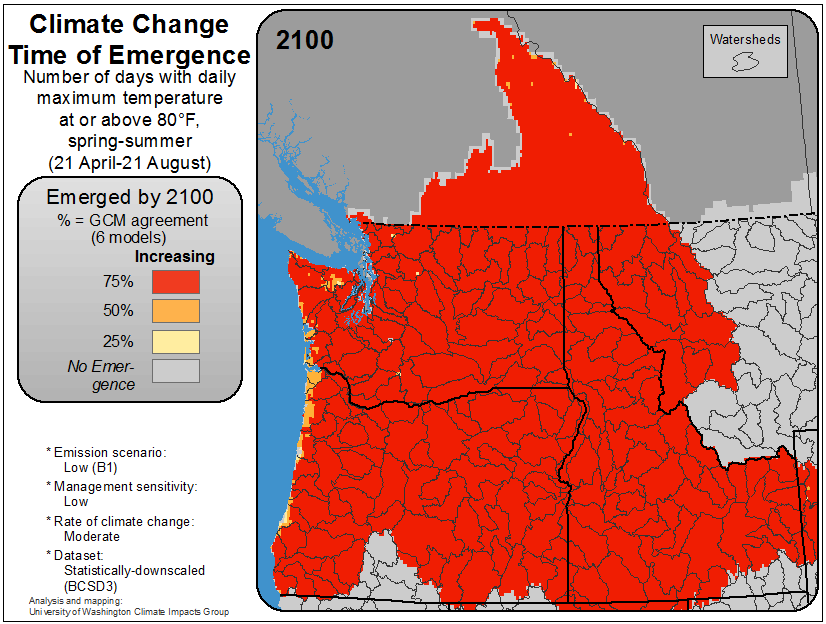 Climate Change
Time of Emergence
Number of days with daily
maximum temperature
at or above 80°F,
spring-summer
(21 April-21 August)
Emerged by 2100
% = GCM agreement
(6 models)
Increasing
75%
50%
25%
No Emer-
gence
* Emission scenario:
Low (B1)
* Management sensitivity:
Low
* Rate of climate change:
Moderate
* Dataset:
Statistically-downscaled
(BCSD3)
Analysis and mapping:
University of Washington Climate Impacts Group
2100
Watersheds